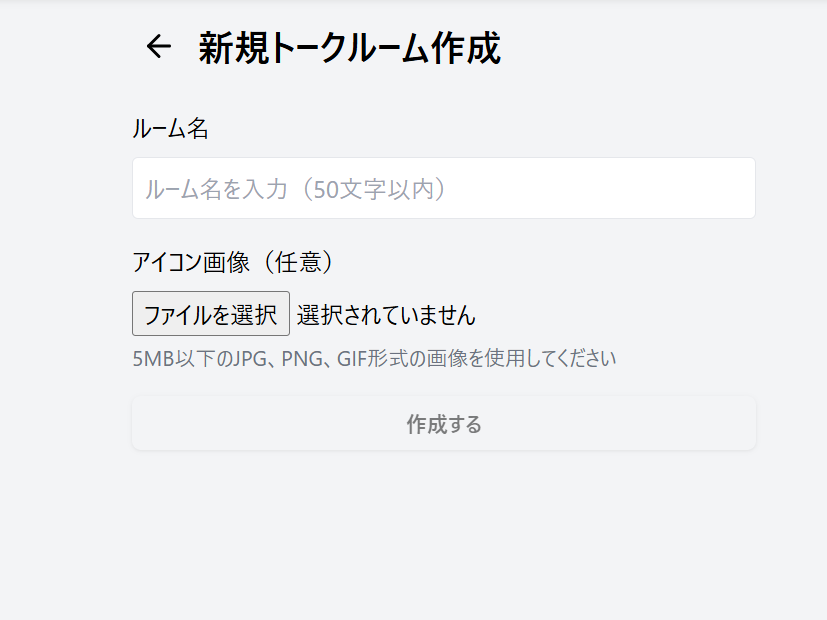 新規トークルーム作成
ルーム名
ルーム名を入力（50文字以内）
アイコン画像（任意）
ファイルを選択 選択されていません
5MB以下のJPG、PNG、GIF形式の画像を使用してください
作成する